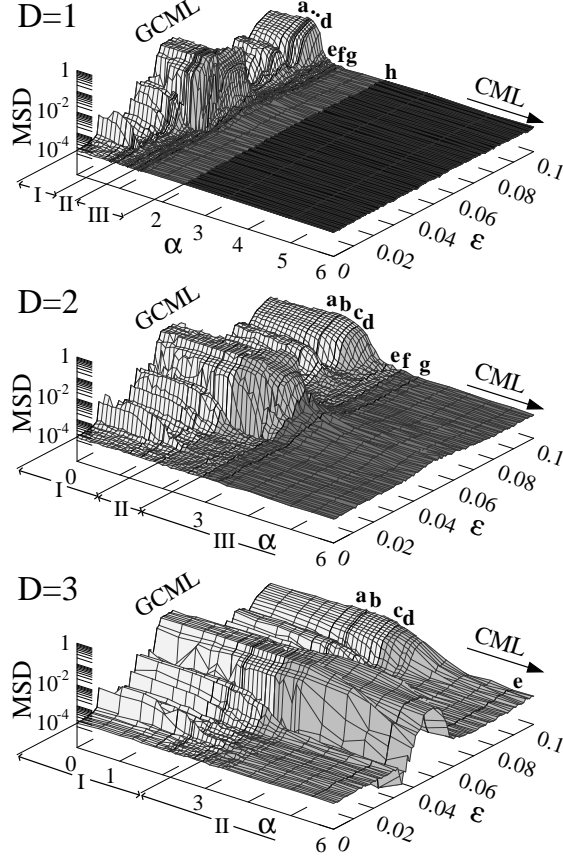 D=1
GCML
a..
d
efg
h
CML
MSD
1
10-2
10-4
I
II
III
2
3
4
5
6
α
0
0.02
0.04
0.06
0.08
0.1
ε
D=2
GCML
a b c d
e f g
CML
MSD
1
10-2
10-4
0
I
II
III
3
6
α
0
0.02
0.04
0.06
0.08
0.1
ε
D=3
GCML
a b
c d
e
CML
MSD
1
10-2
10-4
0
1
I
II
3
6
α
0
0.02
0.04
0.06
0.08
0.1
ε